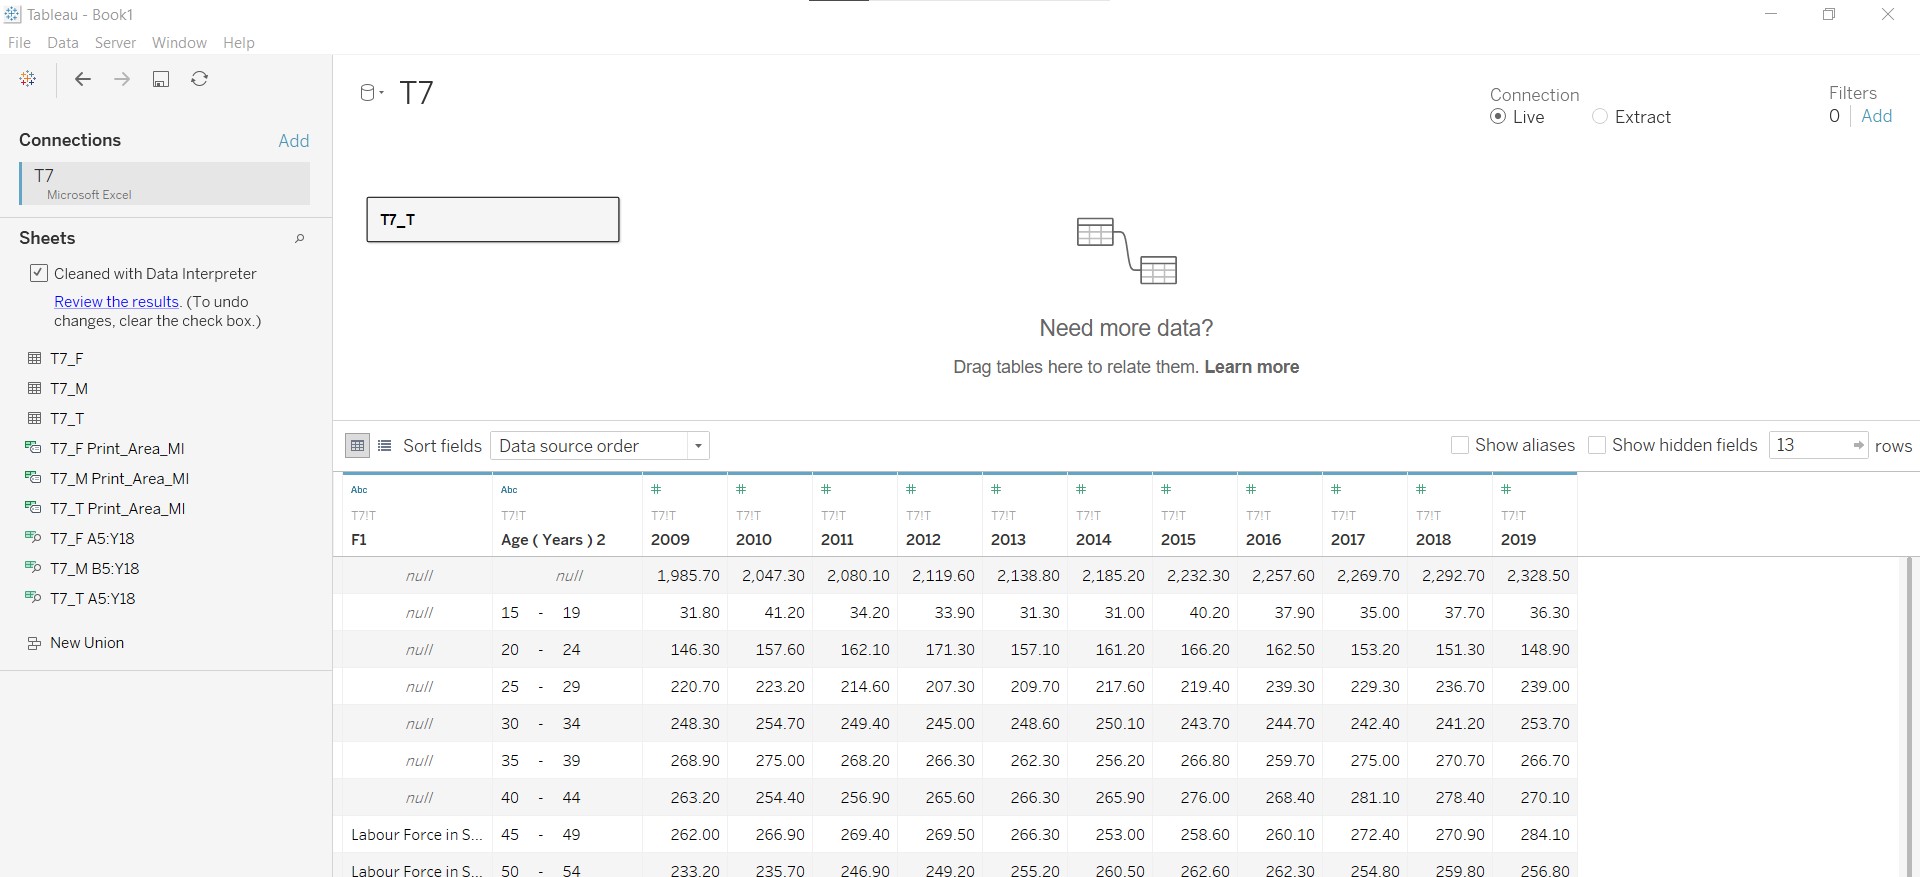 Tableau - Book1
File Data Server Window Help
T7
Connection
Live
Extract
Filters
0 Add
Connections Add
T7
Microsoft Excel
Sheets
Cleaned with Data Interpreter
Review the results. (To undo
changes, clear the check box.)
T7_F
T7_M
T7_T
T7_F Print_Area_MI
T7_M Print_Area_MI
T7_T Print_Area_MI
T7_F A5:Y18
T7_M B5:Y18
T7_T A5:Y18
New Union
T7_T
Need more data?
Drag tables here to relate them. Learn more
Sort fields Data source order Show aliases Show hidden fields 13 rows
Abc Abc # # # # # # # # # # #
T7!T T7!T T7!T T7!T T7!T T7!T T7!T T7!T T7!T T7!T T7!T T7!T T7!T
F1 Age ( Years ) 2 2009 2010 2011 2012 2013 2014 2015 2016 2017 2018 2019
null null 1,985.70 2,047.30 2,080.10 2,119.60 2,138.80 2,185.20 2,232.30 2,257.60 2,269.70 2,292.70 2,328.50
null 15 - 19 31.80 41.20 34.20 33.90 31.30 31.00 40.20 37.90 35.00 37.70 36.30
null 20 - 24 146.30 157.60 162.10 171.30 157.10 161.20 166.20 162.50 153.20 151.30 148.90
null 25 - 29 220.70 223.20 214.60 207.30 209.70 217.60 219.40 239.30 229.30 236.70 239.00
null 30 - 34 248.30 254.70 249.40 245.00 248.60 250.10 243.70 244.70 242.40 241.20 253.70
null 35 - 39 268.90 275.00 268.20 266.30 262.30 256.20 266.80 259.70 275.00 270.70 266.70
null 40 - 44 263.20 254.40 256.90 265.60 266.30 265.90 276.00 268.40 281.10 278.40 270.10
Labour Force in S... 45 - 49 262.00 266.90 269.40 269.50 266.30 253.00 258.60 260.10 272.40 270.90 284.10
Labour Force in S... 50 - 54 233.20 235.70 246.90 249.20 255.20 260.50 262.60 262.30 254.80 259.80 256.80